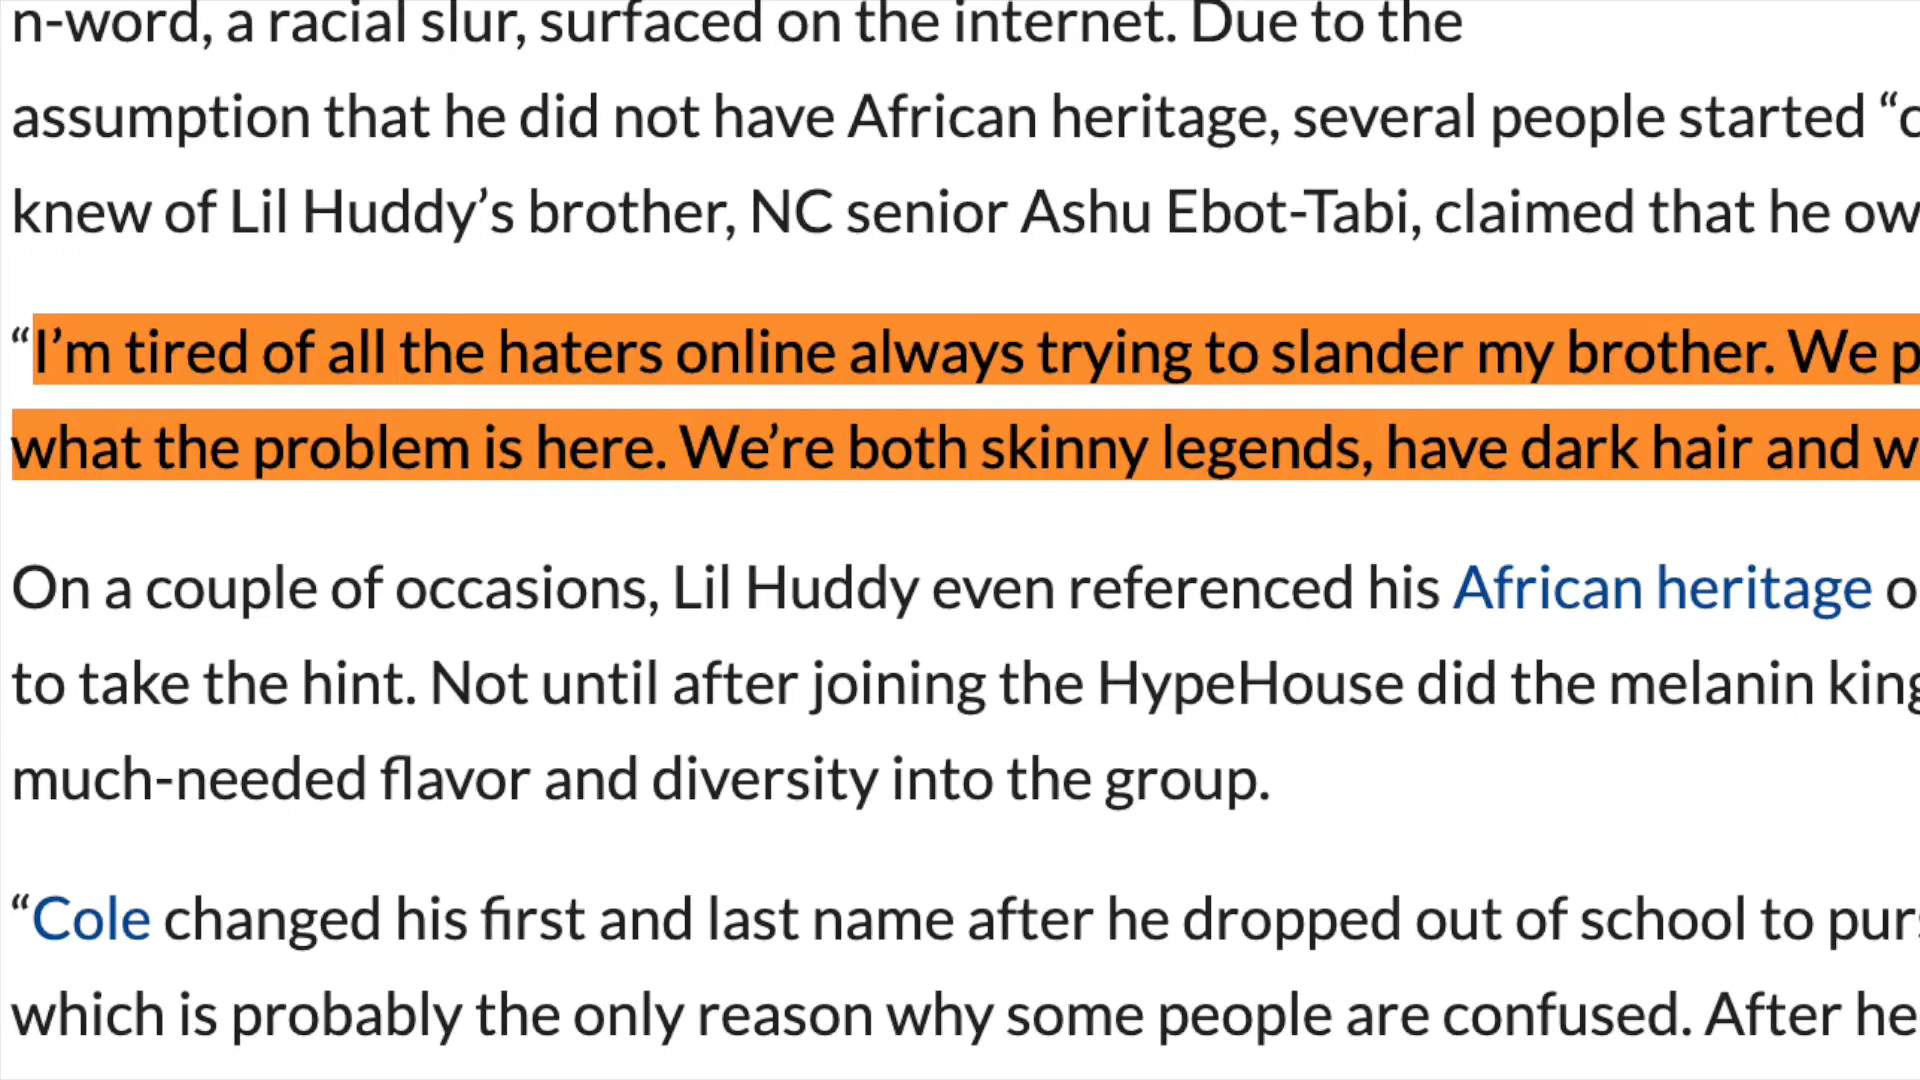 n-word, a racial slur, surfaced on the internet. Due to the
assumption that he did not have African heritage, several people started “c
knew of Lil Huddy’s brother, NC senior Ashu Ebot-Tabi, claimed that he ow
“I’m tired of all the haters online always trying to slander my brother. We p
what the problem is here. We’re both skinny legends, have dark hair and w
On a couple of occasions, Lil Huddy even referenced his African heritage o
to take the hint. Not until after joining the HypeHouse did the melanin king
much-needed flavor and diversity into the group.
“Cole changed his first and last name after he dropped out of school to purs
which is probably the only reason why some people are confused. After he